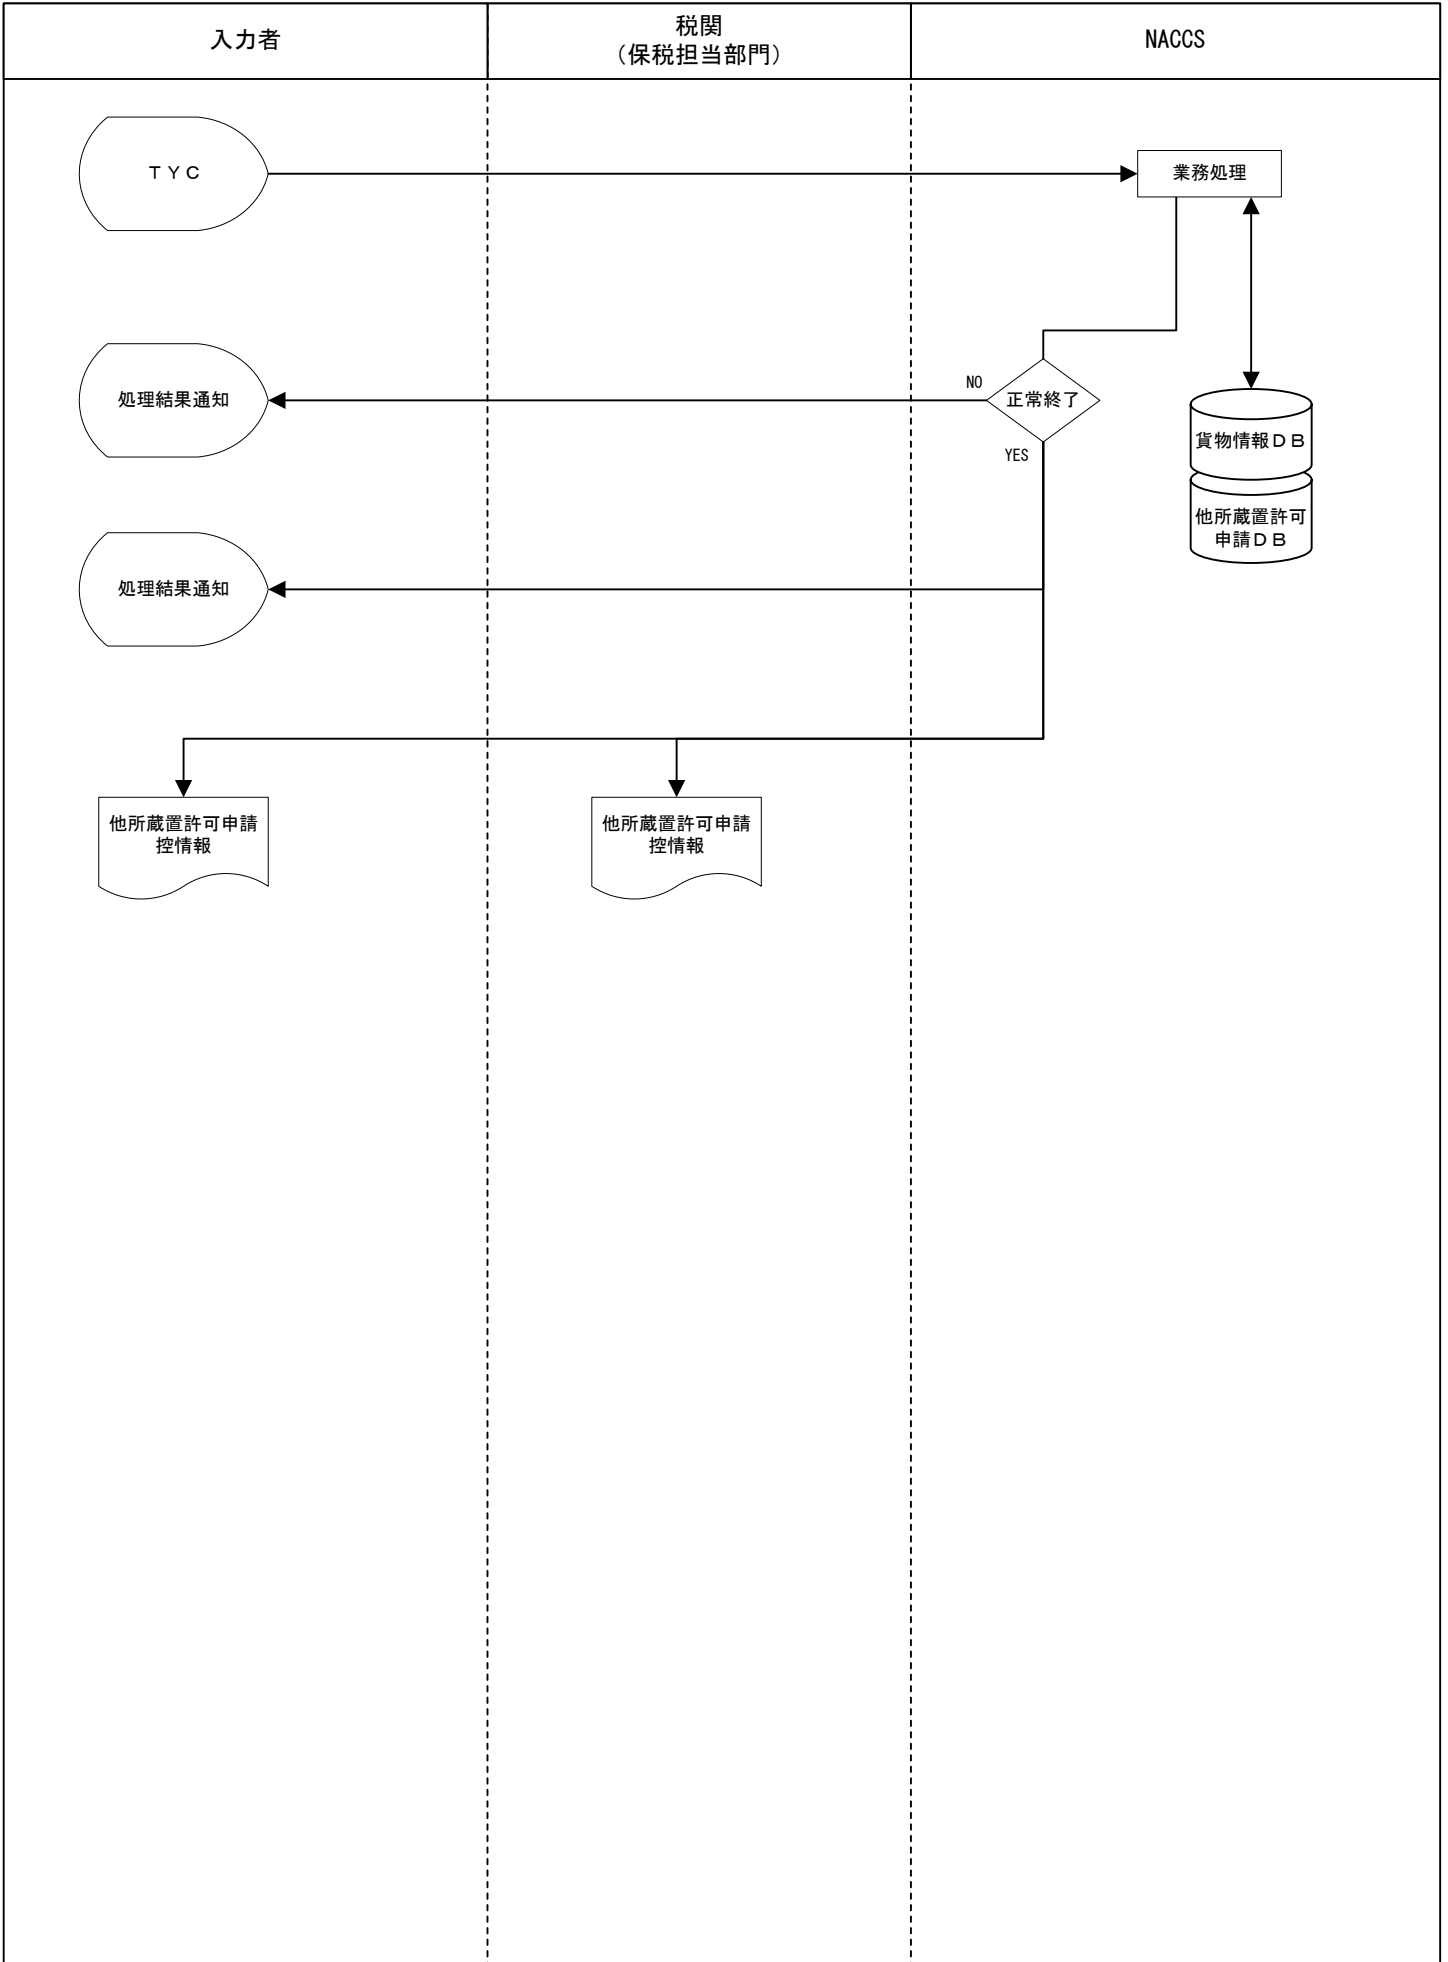 入力者
税関
（保税担当部門）
NACCS
ＴＹＣ
業務処理
処理結果通知
NO
正常終了
YES
貨物情報ＤＢ
他所蔵置許可
申請ＤＢ
処理結果通知
他所蔵置許可申請
控情報
他所蔵置許可申請
控情報